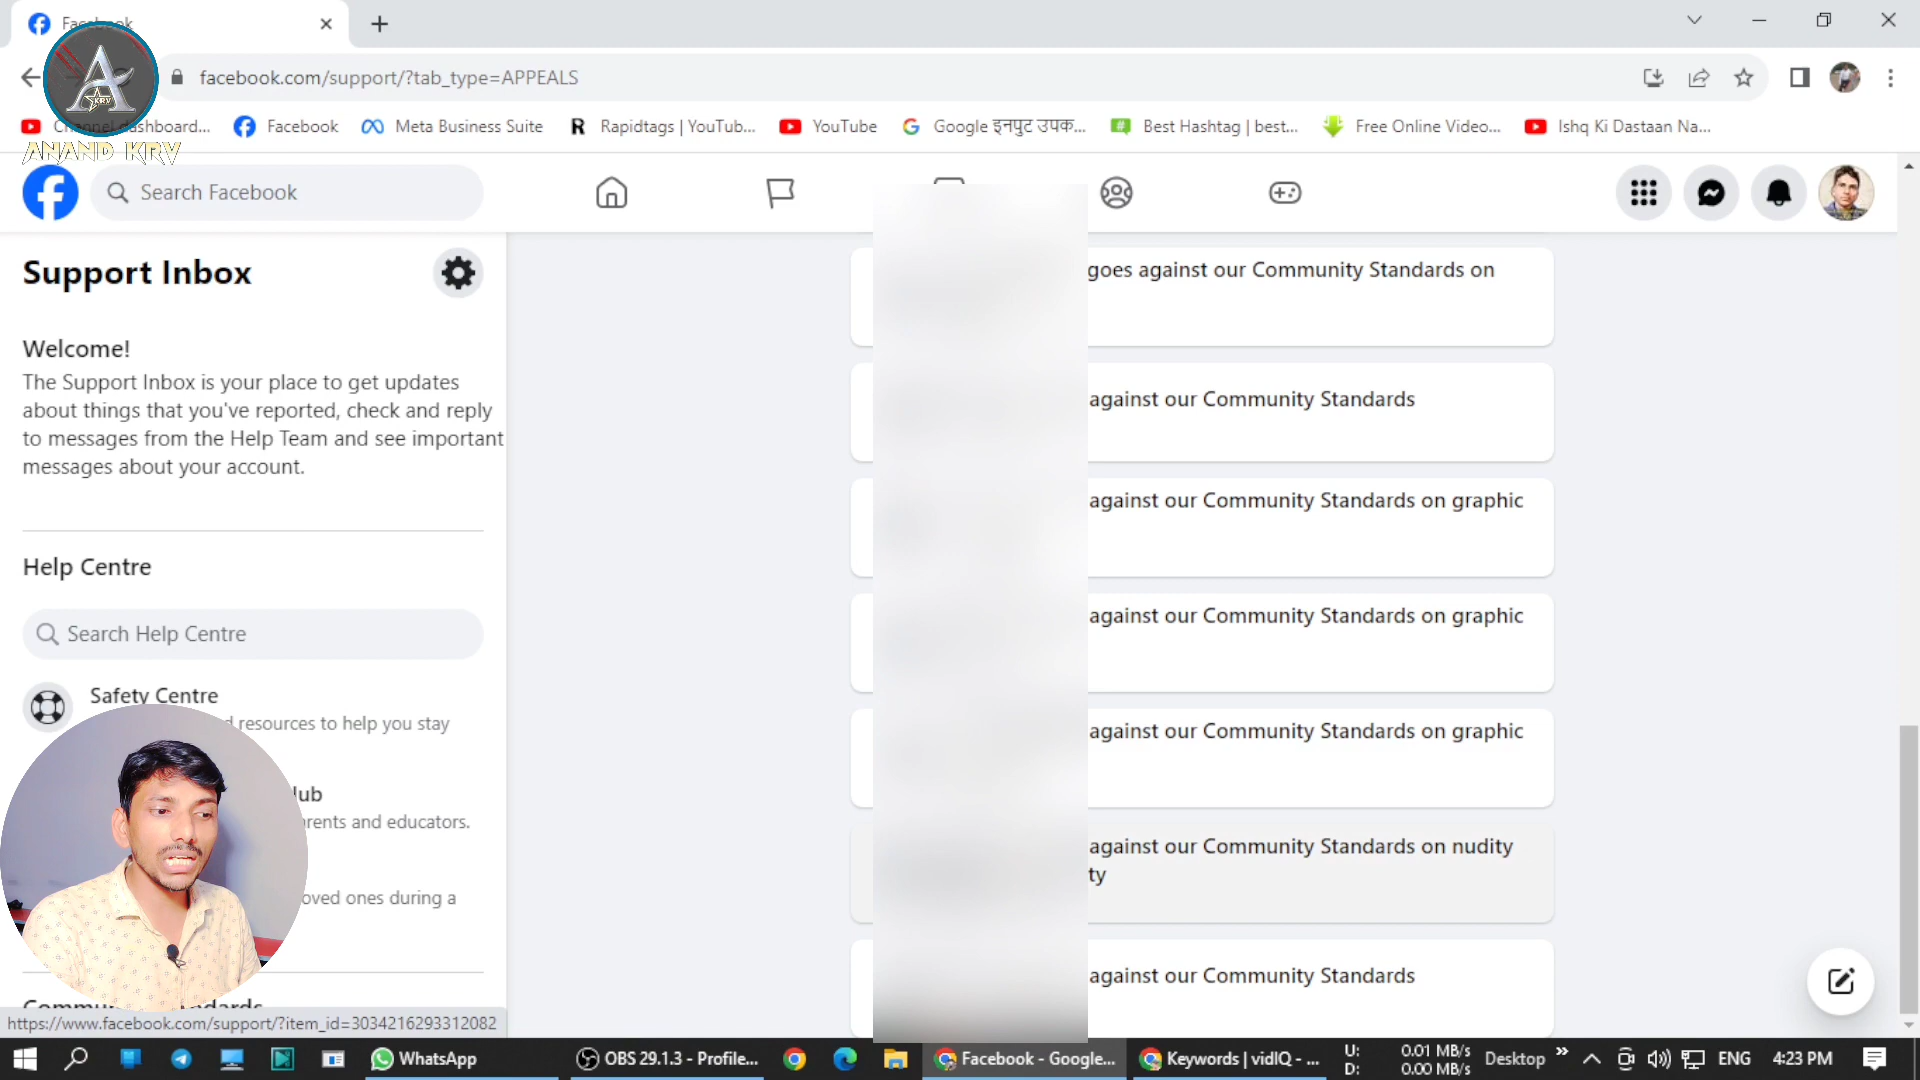 Facebook
facebook.com/support/?tab_type=APPEALS
Channel dashboard...
Facebook
Meta Business Suite
Rapidtags | YouTub...
YouTube
Google इनपुट उपक...
Best Hashtag | best...
Free Online Video...
Ishq Ki Dastaan Na...
KRV
ANAND KRV
Search Facebook
Support Inbox
Welcome!
The Support Inbox is your place to get updates
about things that you've reported, check and reply
to messages from the Help Team and see important
messages about your account.
Help Centre
Search Help Centre
Safety Centre
resources to help you stay
arents and educators.
oved ones during a
https://www.facebook.com/support/?item_id=3034216293312082
goes against our Community Standards on
against our Community Standards
against our Community Standards on graphic
against our Community Standards on graphic
against our Community Standards on graphic
against our Community Standards on nudity
ty
against our Community Standards
WhatsApp
OBS 29.1.3 - Profile...
Facebook - Google...
Keywords | vidIQ - ...
U: 0.01 MB/s
D: 0.00 MB/s
Desktop
ENG
4:23 PM